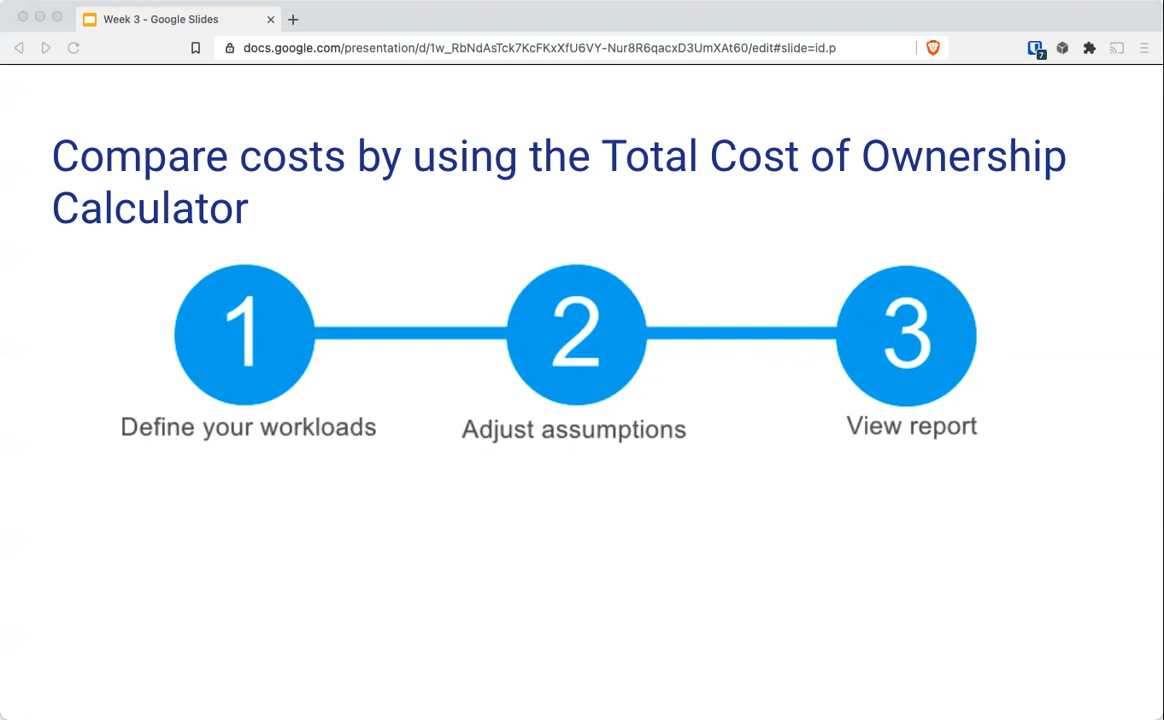 Week 3 - Google Slides
docs.google.com/presentation/d/1w_RbNdAsTck7KcFKxXfU6VY-Nur8R6qacxD3UmXAt60/edit#slide=id.p
7
Compare costs by using the Total Cost of Ownership
Calculator
1
2
3
Define your workloads
Adjust assumptions
View report